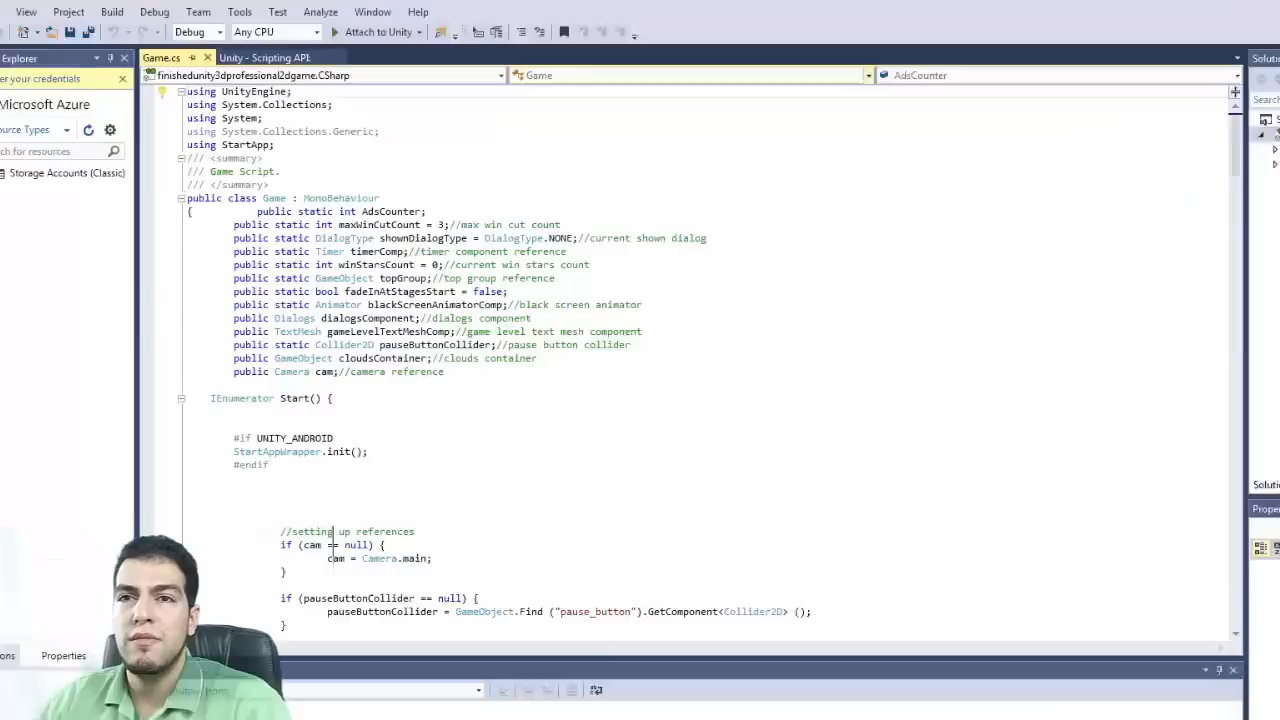 View Project Build Debug Team Tools Test Analyze Window Help
Debug Any CPU Attach to Unity
Explorer
Game.cs Unity - Scripting API:
er your credentials
finishedunity3dprofessional2dgame.CSharp Game AdsCounter
Microsoft Azure
ource Types
ch for resources
Storage Accounts (Classic)
using UnityEngine;
using System.Collections;
using System;
using System.Collections.Generic;
using StartApp;
/// <summary>
/// Game Script.
/// </summary>
public class Game : MonoBehaviour
{ public static int AdsCounter;
public static int maxWinCutCount = 3;//max win cut count
public static DialogType shownDialogType = DialogType.NONE;//current shown dialog
public static Timer timerComp;//timer component reference
public static int winStarsCount = 0;//current win stars count
public static GameObject topGroup;//top group reference
public static bool fadeInAtStagesStart = false;
public static Animator blackScreenAnimatorComp;//black screen animator
public Dialogs dialogsComponent;//dialogs component
public TextMesh gameLevelTextMeshComp;//game level text mesh component
public static Collider2D pauseButtonCollider;//pause button collider
public GameObject cloudsContainer;//clouds container
public Camera cam;//camera reference
IEnumerator Start() {
#if UNITY_ANDROID
StartAppWrapper.init();
#endif
//setting up references
if (cam == null) {
cam = Camera.main;
}
if (pauseButtonCollider == null) {
pauseButtonCollider = GameObject.Find ("pause_button").GetComponent<Collider2D> ();
}
ons Properties
Solutio
Search
Solutio
Proper